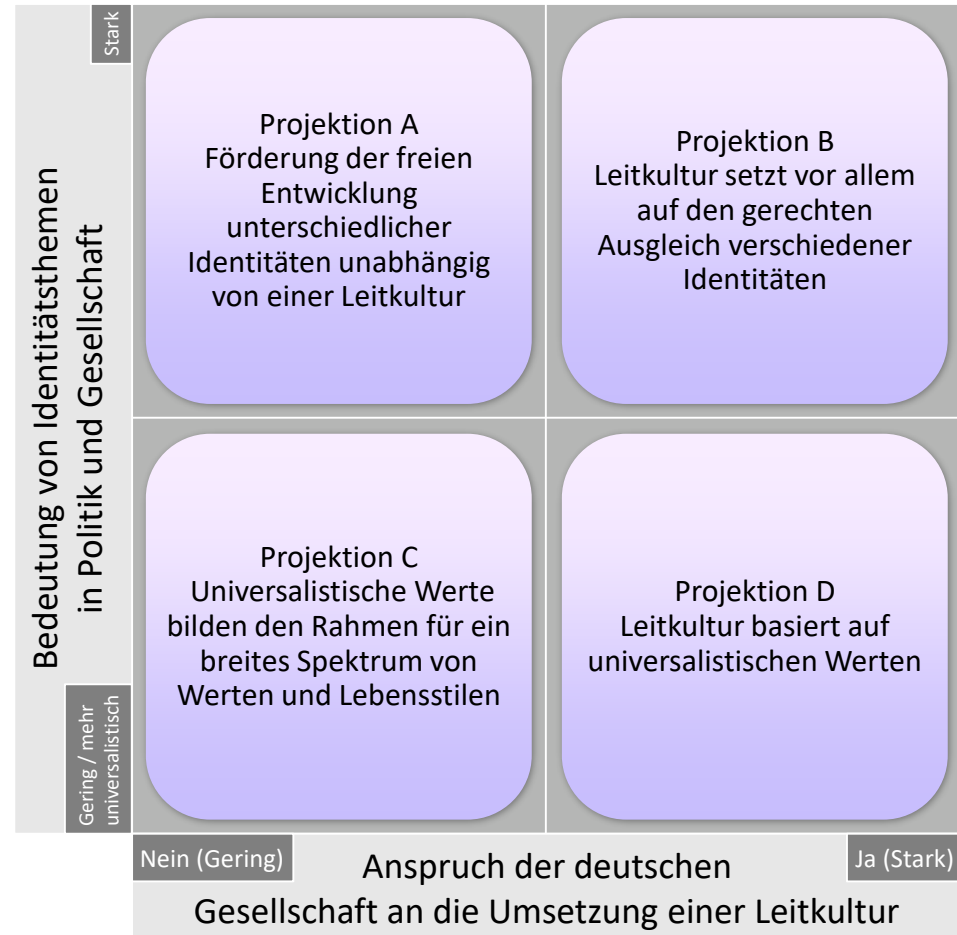 Stark
Bedeutung von Identitätsthemen
in Politik und Gesellschaft
Gering / mehr
universalistisch
Projektion A
Förderung der freien
Entwicklung
unterschiedlicher
Identitäten unabhängig
von einer Leitkultur
Projektion B
Leitkultur setzt vor allem
auf den gerechten
Ausgleich verschiedener
Identitäten
Projektion C
Universalistische Werte
bilden den Rahmen für ein
breites Spektrum von
Werten und Lebensstilen
Projektion D
Leitkultur basiert auf
universalistischen Werten
Nein (Gering)
Anspruch der deutschen
Gesellschaft an die Umsetzung einer Leitkultur
Ja (Stark)